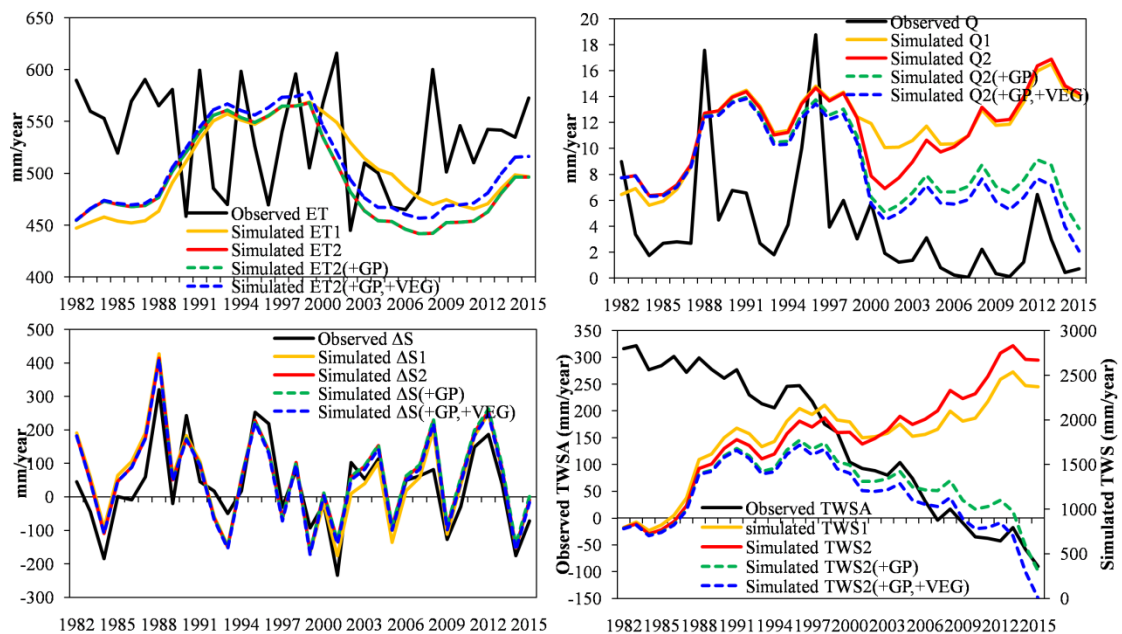 650
600
550
500
450
400
mm/year
Observed ET
Simulated ET1
Simulated ET2
Simulated ET2(+GP)
Simulated ET2(+GP,+VEG)
1982 1985 1988 1991 1994 1997 2000 2003 2006 2009 2012 2015
20
18
16
14
12
10
8
6
4
2
0
mm/year
Observed Q
Simulated Q1
Simulated Q2
Simulated Q2(+GP)
Simulated Q2(+GP,+VEG)
1982 1985 1988 1991 1994 1997 2000 2003 2006 2009 2012 2015
500
400
300
200
100
0
-100
-200
-300
mm/year
Observed ΔS
Simulated ΔS1
Simulated ΔS2
Simulated ΔS(+GP)
Simulated ΔS(+GP,+VEG)
1982 1985 1988 1991 1994 1997 2000 2003 2006 2009 2012 2015
350
300
250
200
150
100
50
0
-50
-100
-150
Observed TWSA (mm/year)
3000
2500
2000
1500
1000
500
0
Simulated TWS (mm/year)
Observed TWSA
simulated TWS1
Simulated TWS2
Simulated TWS2(+GP)
Simulated TWS2(+GP,+VEG)
1982 1985 1988 1991 1994 1997 2000 2003 2006 2009 2012 2015